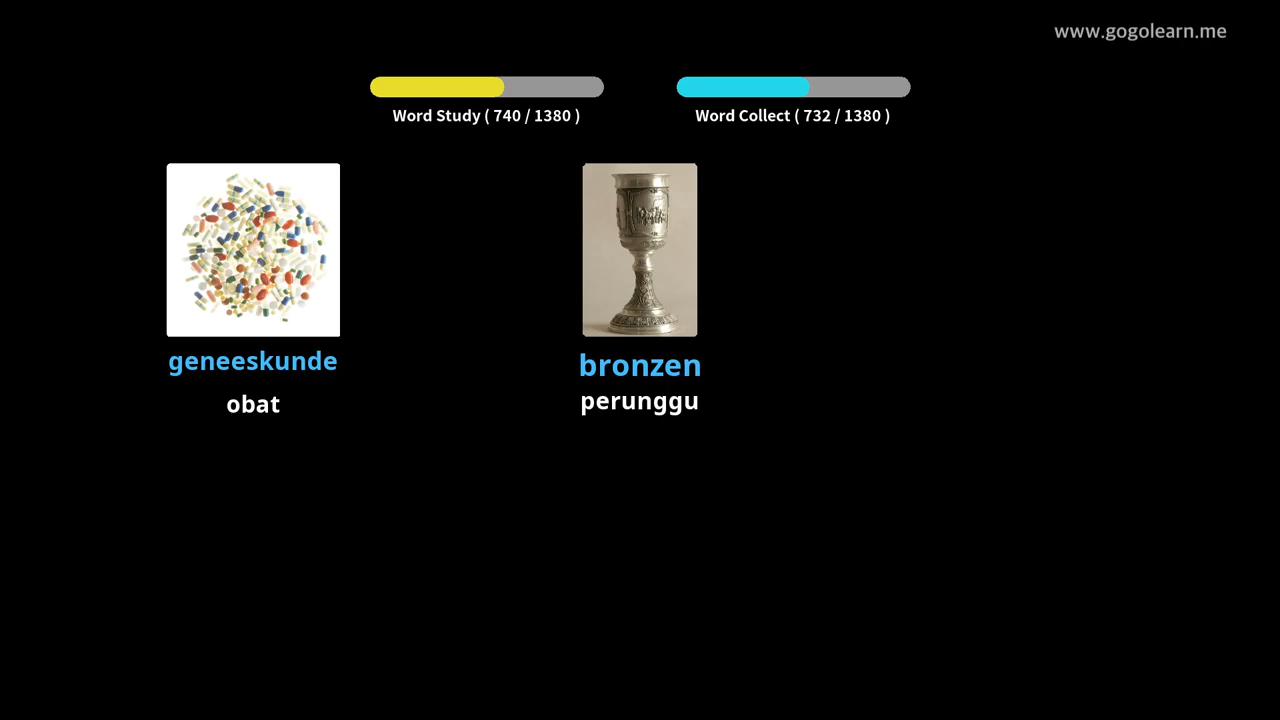 www.gogolearn.me
Word Study ( 740 / 1380 )
Word Collect ( 732 / 1380 )
geneeskunde
obat
bronzen
perunggu